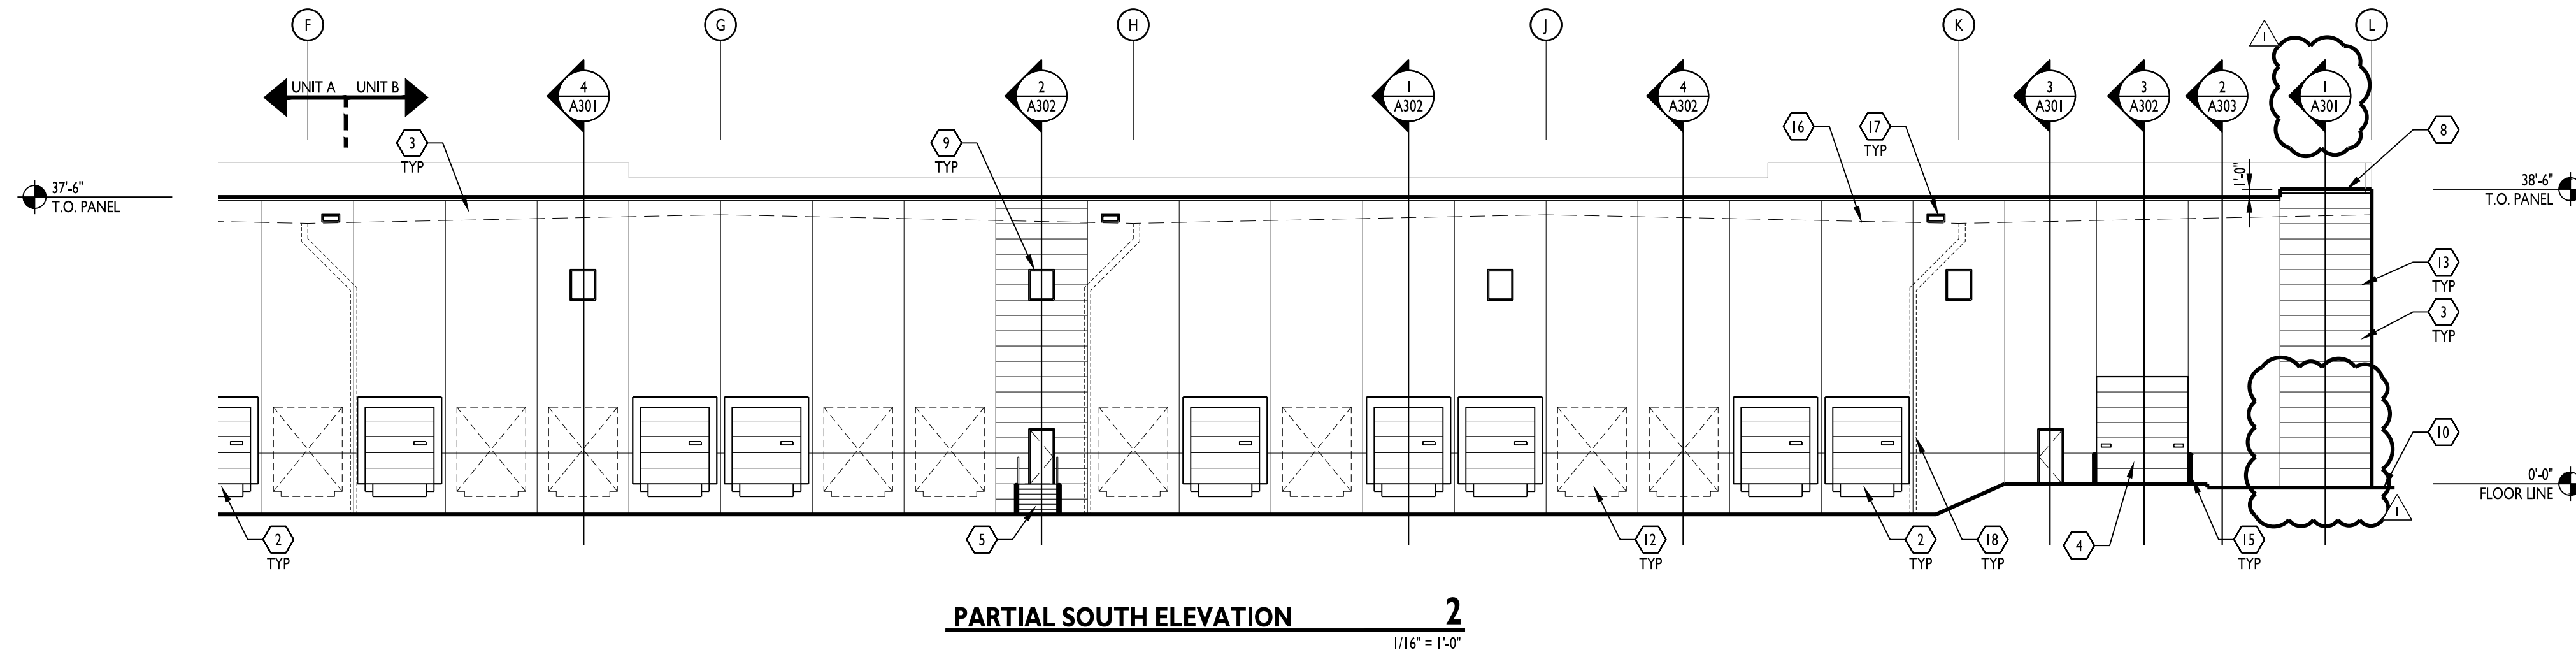 F
G
H
J
K
L
1
UNIT A
UNIT B
4
A301
2
A302
1
A302
4
A302
3
A301
3
A302
2
A303
1
A301
3
TYP
9
TYP
16
17
TYP
8
1'-0"
37'-6"
T.O. PANEL
38'-6"
T.O. PANEL
13
TYP
3
TYP
10
0'-0"
FLOOR LINE
1
2
TYP
5
12
TYP
2
TYP
18
TYP
4
15
TYP
PARTIAL SOUTH ELEVATION 2
1/16" = 1'-0"